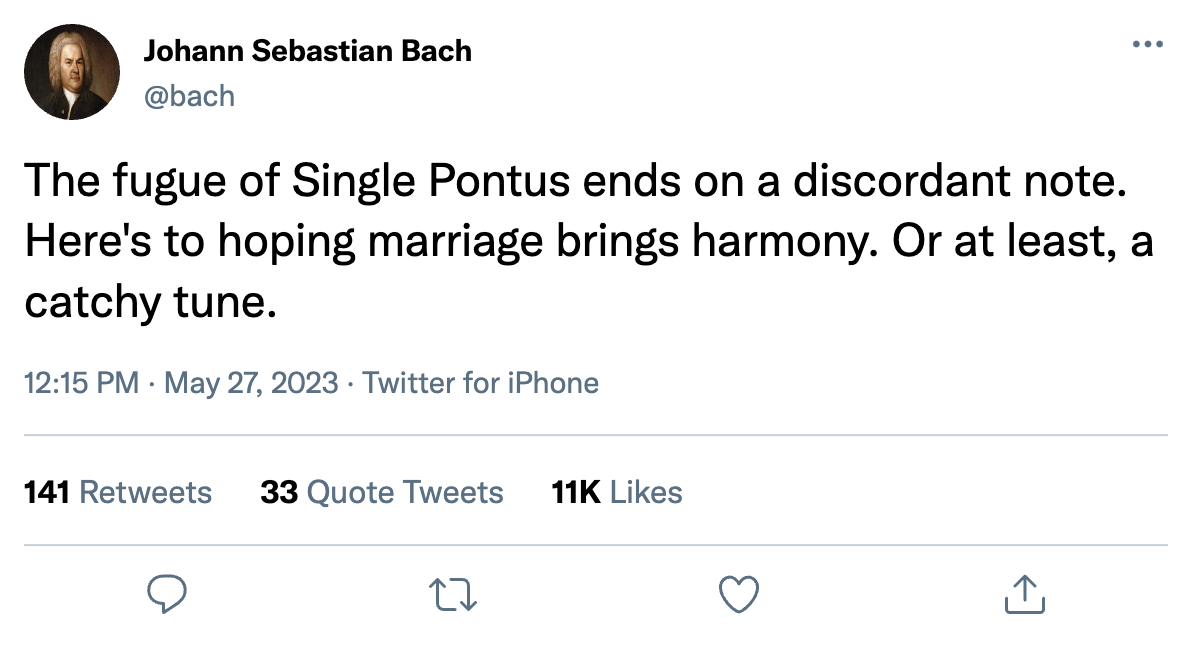 Johann Sebastian Bach
@bach
The fugue of Single Pontus ends on a discordant note.
Here's to hoping marriage brings harmony. Or at least, a
catchy tune.
12:15 PM · May 27, 2023 · Twitter for iPhone
141 Retweets 33 Quote Tweets 11K Likes